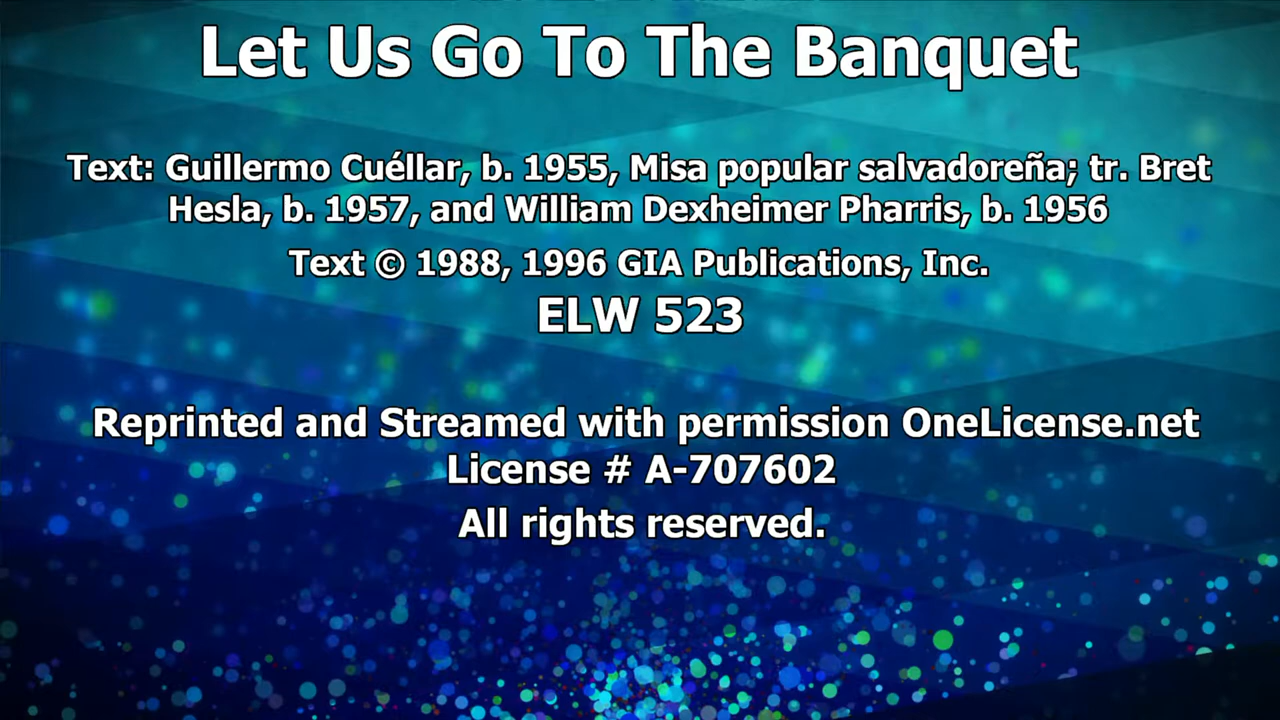 Let Us Go To The Banquet
Text: Guillermo Cuéllar, b. 1955, Misa popular salvadoreña; tr. Bret
Hesla, b. 1957, and William Dexheimer Pharris, b. 1956
Text © 1988, 1996 GIA Publications, Inc.
ELW 523
Reprinted and Streamed with permission OneLicense.net
License # A-707602
All rights reserved.